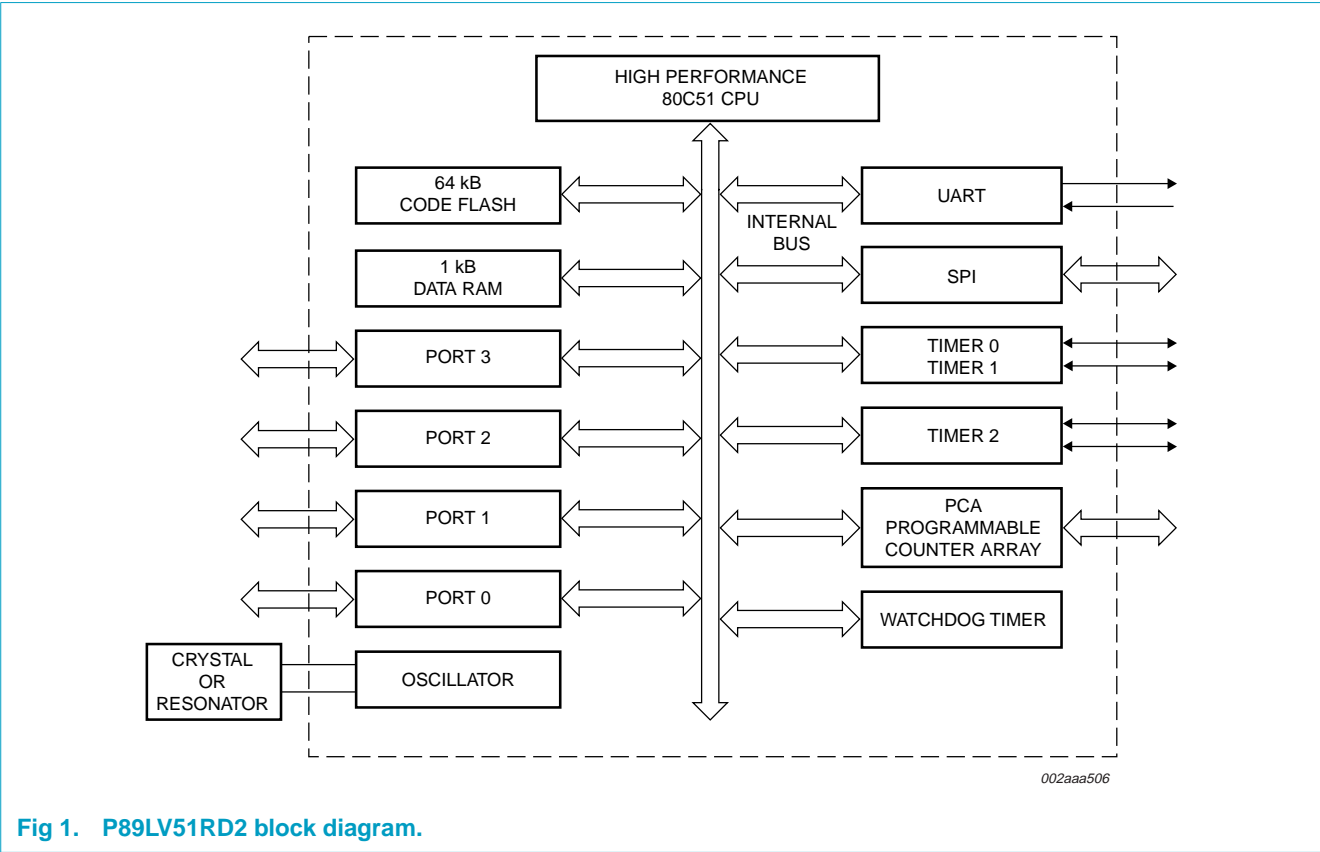 HIGH PERFORMANCE
80C51 CPU
64 kB
CODE FLASH
UART
INTERNAL
BUS
1 kB
DATA RAM
SPI
PORT 3
TIMER 0
TIMER 1
PORT 2
TIMER 2
PORT 1
PCA
PROGRAMMABLE
COUNTER ARRAY
PORT 0
WATCHDOG TIMER
CRYSTAL
OR
RESONATOR
OSCILLATOR
002aaa506
Fig 1. P89LV51RD2 block diagram.